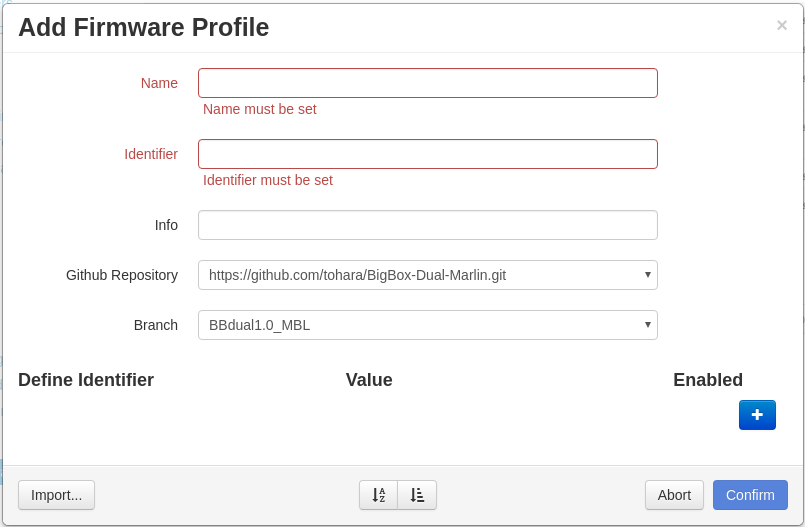 Add Firmware Profile ×
Name
Name must be set
Identifier
Identifier must be set
Info
Github Repository https://github.com/tohara/BigBox-Dual-Marlin.git
Branch BBdual1.0_MBL
Define Identifier Value Enabled
Import... Abort Confirm